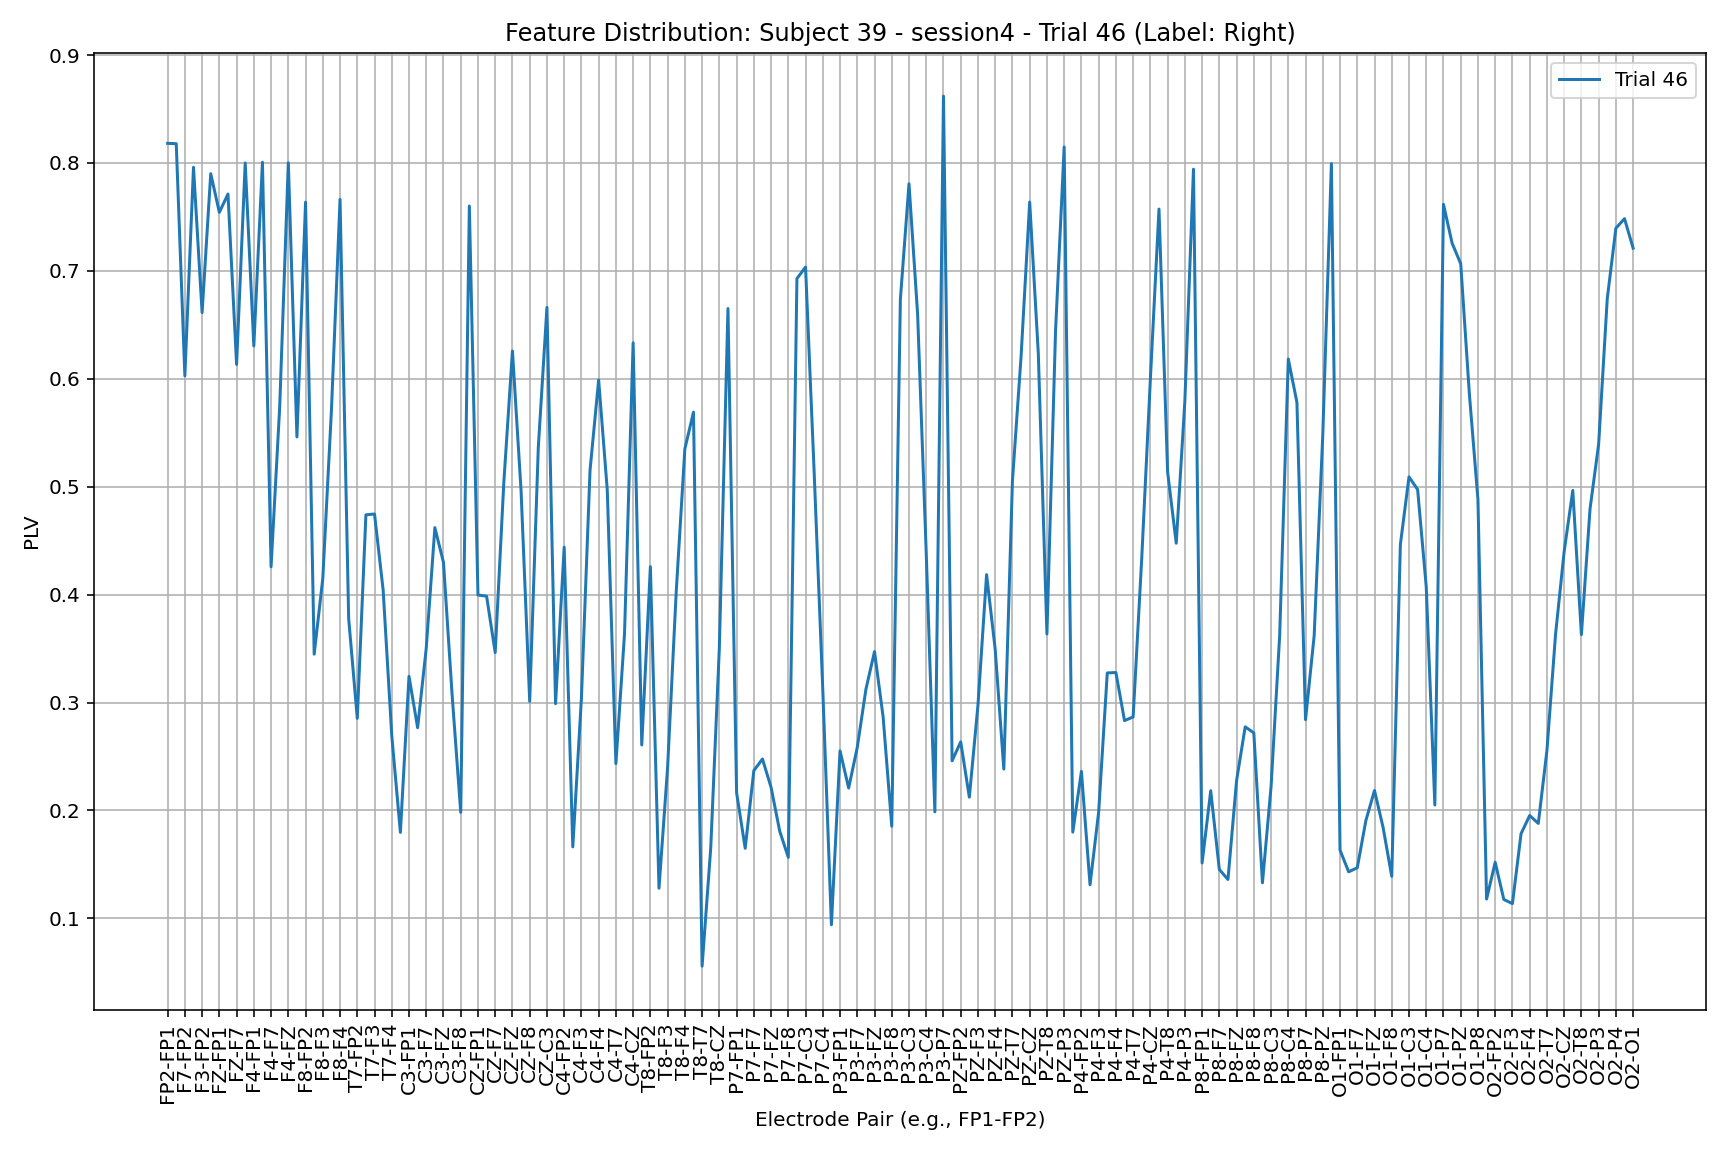 Feature Distribution: Subject 39 - session4 - Trial 46 (Label: Right)
Trial 46
0.9
0.8
0.7
0.6
0.5
0.4
0.3
0.2
0.1
PLV
FP2-FP1
F7-FP2
F3-FP2
FZ-FP1
FZ-F7
F4-FP1
F4-F7
F4-FZ
F8-FP2
F8-F3
F8-F4
T7-FP2
T7-F3
T7-F4
C3-FP1
C3-F7
C3-FZ
C3-F8
CZ-FP1
CZ-F7
CZ-FZ
CZ-F8
CZ-C3
C4-FP2
C4-F3
C4-F4
C4-T7
C4-CZ
T8-FP2
T8-F3
T8-F4
T8-T7
T8-CZ
P7-FP1
P7-F7
P7-FZ
P7-F8
P7-C3
P7-C4
P3-FP1
P3-F7
P3-FZ
P3-F8
P3-C3
P3-C4
P3-P7
PZ-FP2
PZ-F3
PZ-F4
PZ-T7
PZ-CZ
PZ-T8
PZ-P3
P4-FP2
P4-F3
P4-F4
P4-T7
P4-CZ
P4-T8
P4-P3
P8-FP1
P8-F7
P8-FZ
P8-F8
P8-C3
P8-C4
P8-P7
P8-PZ
O1-FP1
O1-F7
O1-FZ
O1-F8
O1-C3
O1-C4
O1-P7
O1-PZ
O1-P8
O2-FP2
O2-F3
O2-F4
O2-T7
O2-CZ
O2-T8
O2-P3
O2-P4
O2-O1
Electrode Pair (e.g., FP1-FP2)